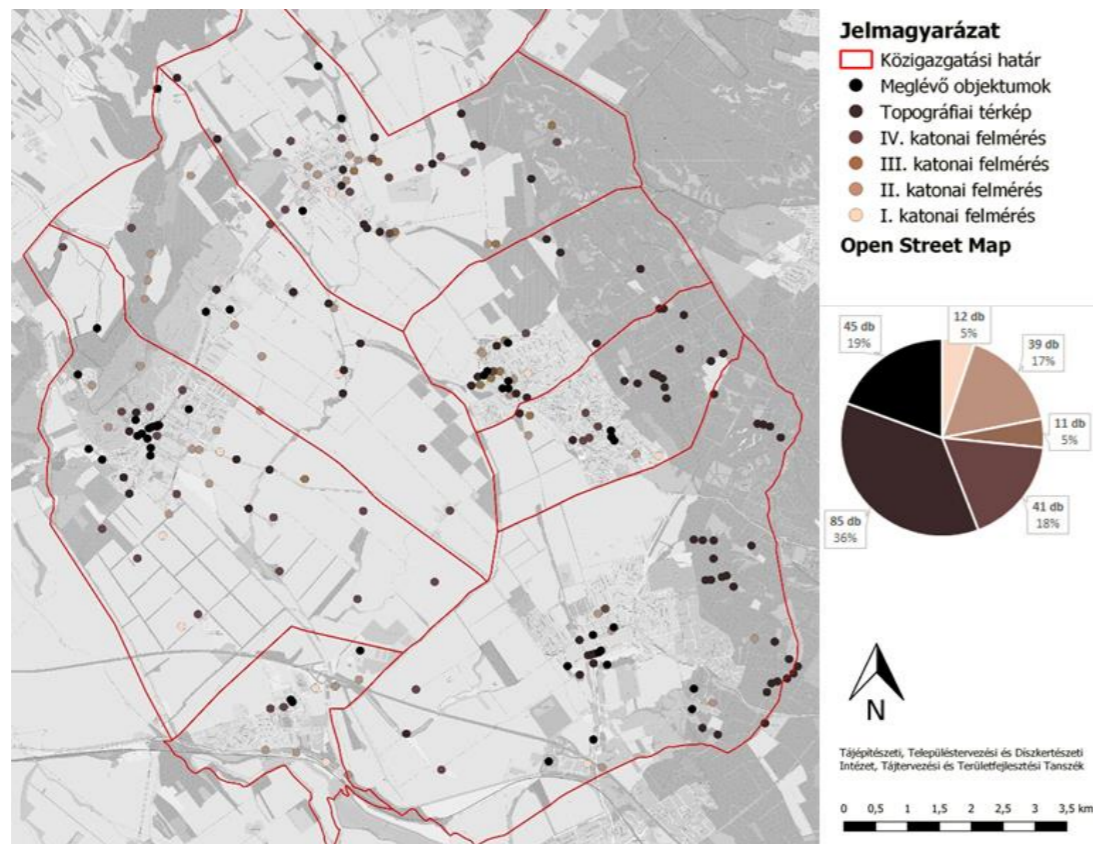 Jelmagyarázat
Közigazgatási határ
Meglévő objektumok
Topográfiai térkép
IV. katonai felmérés
III. katonai felmérés
II. katonai felmérés
I. katonai felmérés
Open Street Map
12 db
5%
45 db
19%
39 db
17%
11 db
5%
85 db
36%
41 db
18%
N
Tájépítészeti, Településtervezési és Díszkertészeti
Intézet, Tájtervezési és Területfejlesztési Tanszék
0 0,5 1 1,5 2 2,5 3 3,5 km